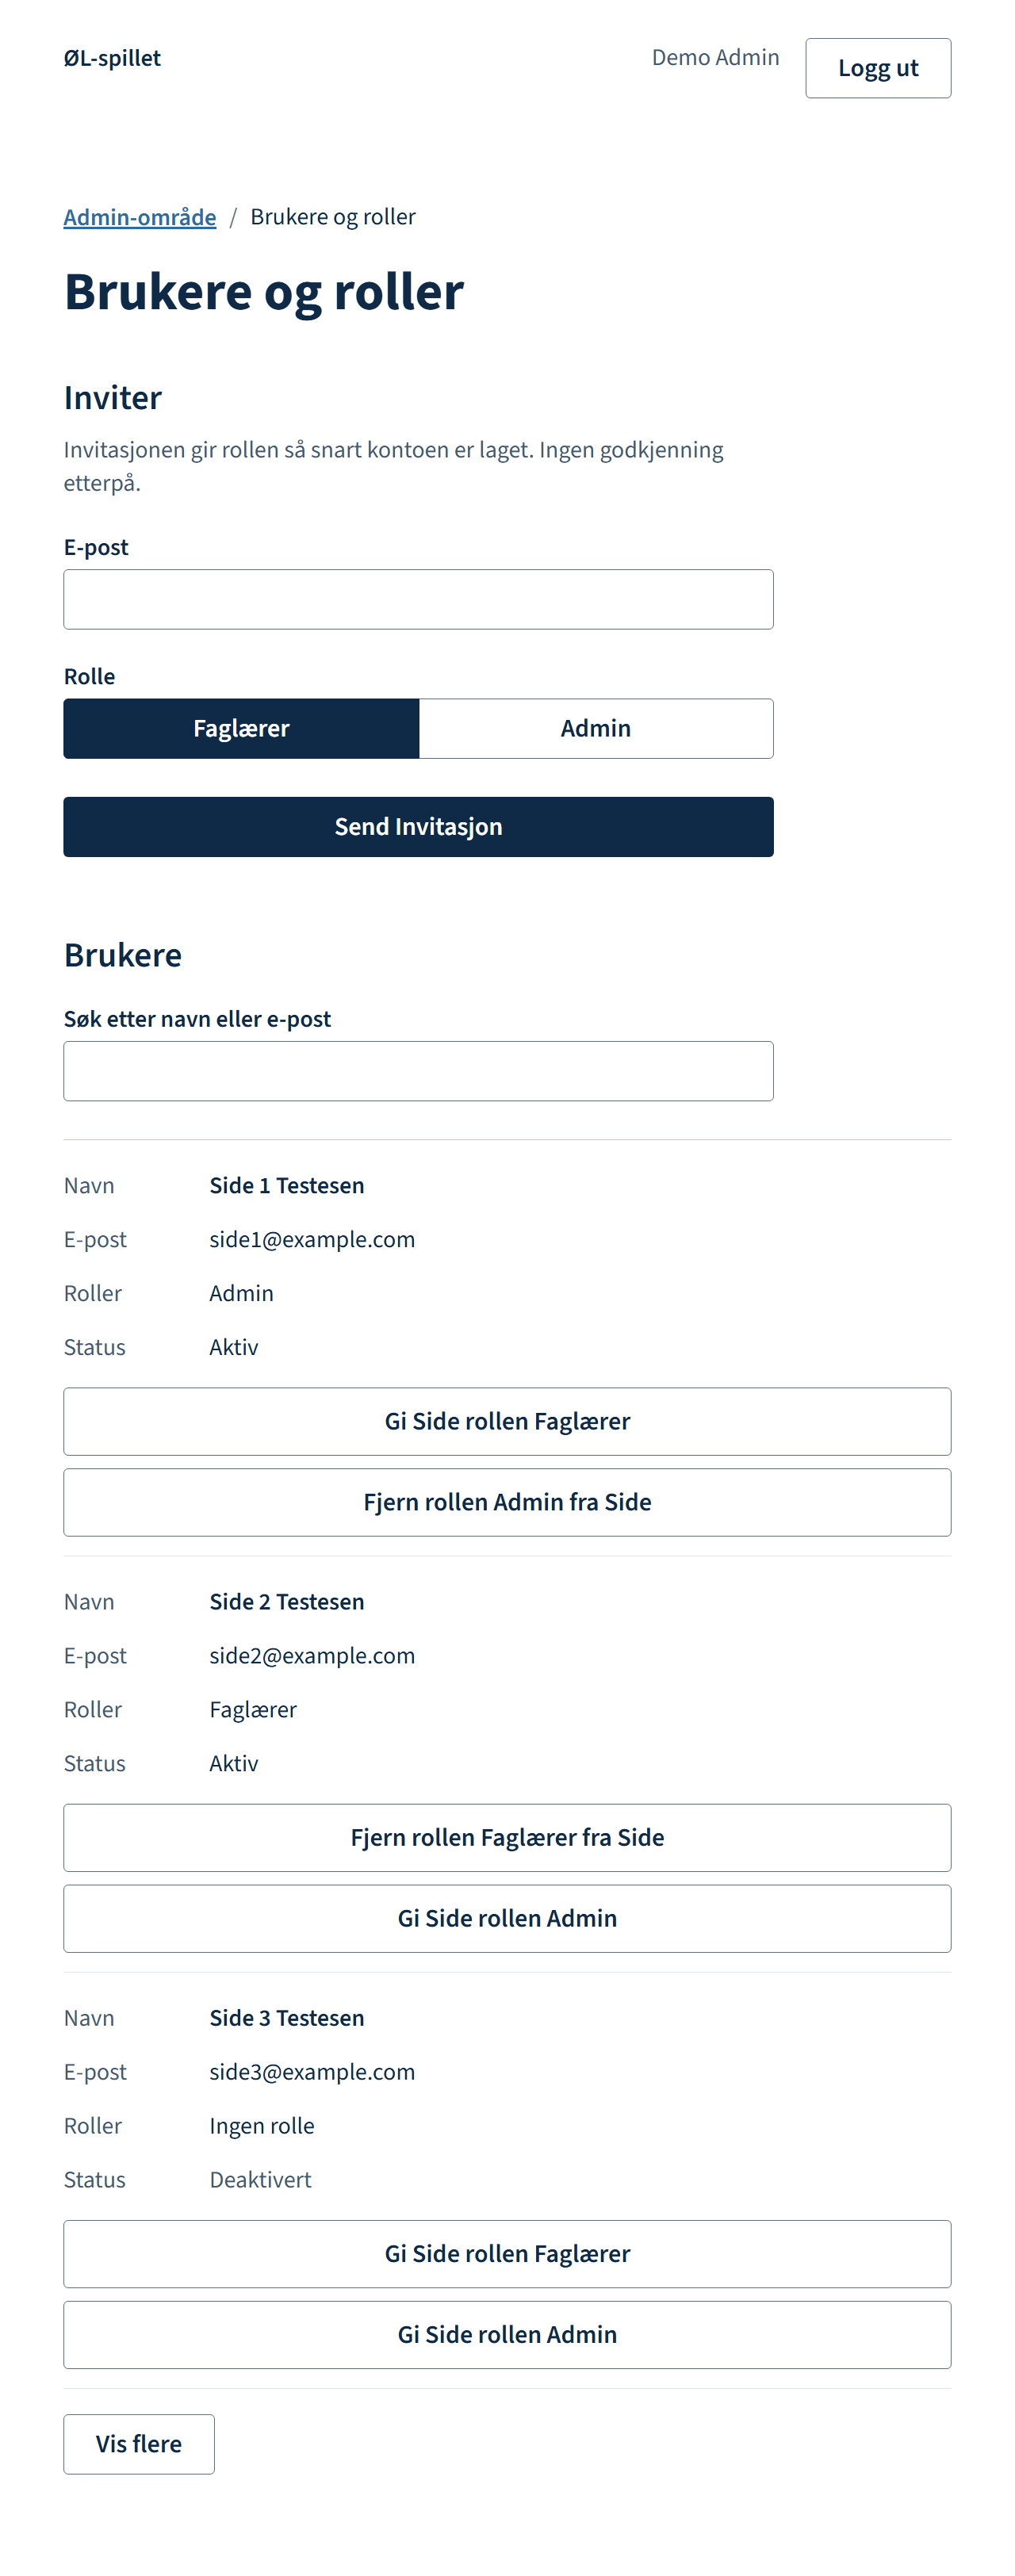 ØL-spillet
Demo Admin
Logg ut
Admin-område / Brukere og roller
Brukere og roller
Inviter
Invitasjonen gir rollen så snart kontoen er laget. Ingen godkjenning
etterpå.
E-post
Rolle
Faglærer
Admin
Send Invitasjon
Brukere
Søk etter navn eller e-post
Navn Side 1 Testesen
E-post side1@example.com
Roller Admin
Status Aktiv
Gi Side rollen Faglærer
Fjern rollen Admin fra Side
Navn Side 2 Testesen
E-post side2@example.com
Roller Faglærer
Status Aktiv
Fjern rollen Faglærer fra Side
Gi Side rollen Admin
Navn Side 3 Testesen
E-post side3@example.com
Roller Ingen rolle
Status Deaktivert
Gi Side rollen Faglærer
Gi Side rollen Admin
Vis flere